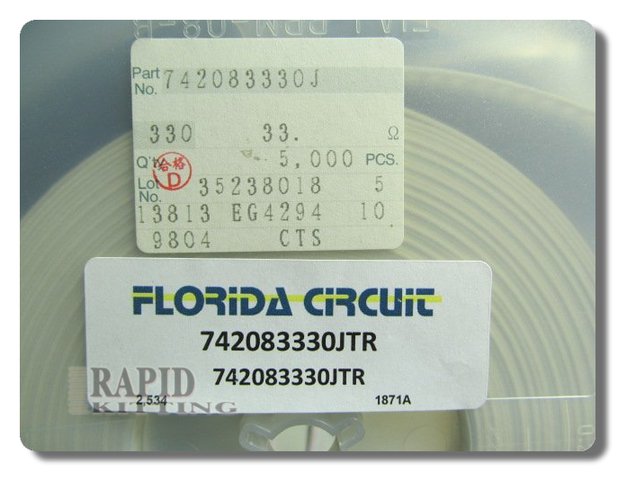 Part No. 742083330J
330 33. Ω
Q'ty 5,000 PCS.
合格
D
Lot No. 35238018 5
13813 EG4294 10
9804 CTS
FLORIDA CIRCUIT
742083330JTR
742083330JTR
RAPID
KITTING
2,534 1871A